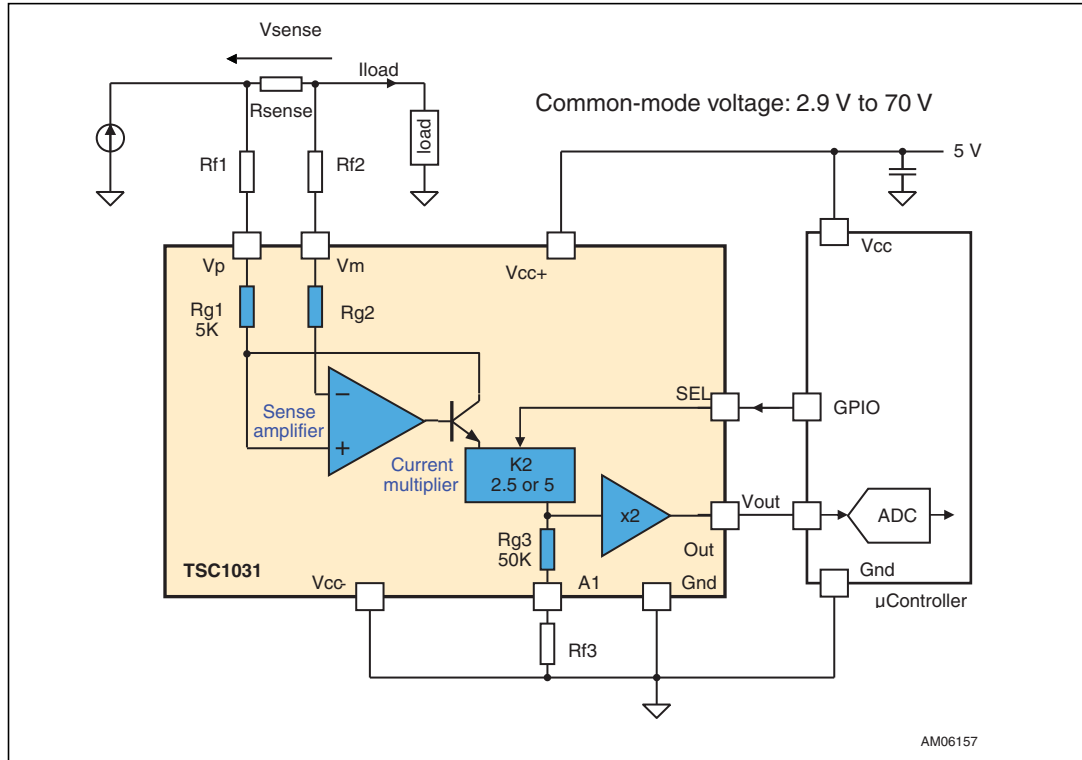 Vsense
Iload
Rsense
Common-mode voltage: 2.9 V to 70 V
load
Rf1
Rf2
5 V
Vp
Vm
Vcc+
Vcc
Rg1
5K
Rg2
SEL
GPIO
Sense
amplifier
−
+
Current
multiplier
K2
2.5 or 5
x2
Vout
ADC
Rg3
50K
Out
TSC1031
Vcc-
A1
Gnd
Gnd
µController
Rf3
AM06157